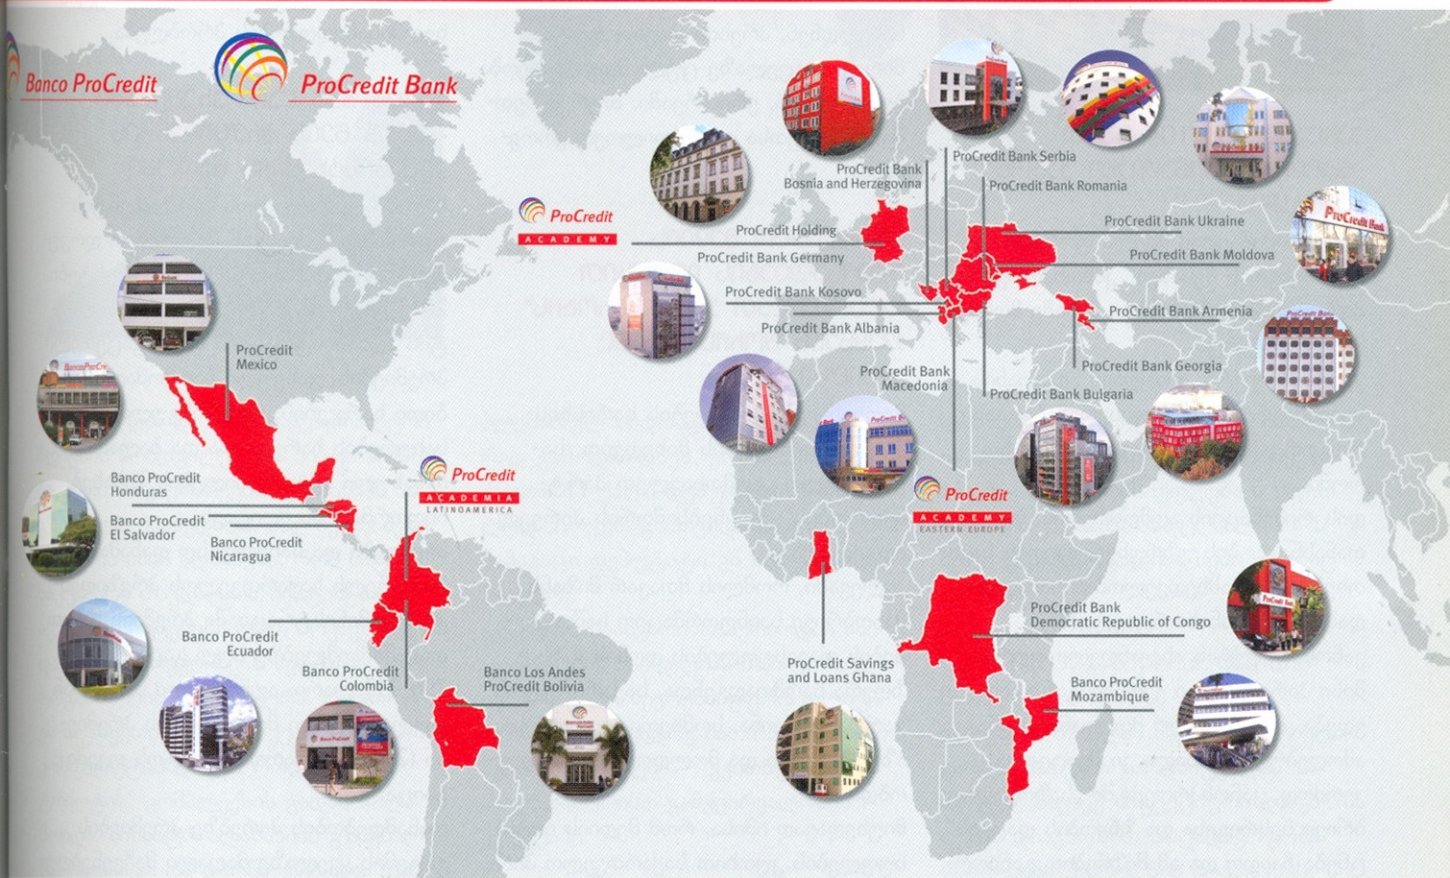 Banco ProCredit
ProCredit Bank
ProCredit
ACADEMY
ProCredit Holding
ProCredit Bank Germany
ProCredit Bank
Bosnia and Herzegovina
ProCredit Bank Serbia
ProCredit Bank Romania
ProCredit Bank Ukraine
ProCredit Bank Moldova
ProCredit Bank Kosovo
ProCredit Bank Albania
ProCredit Bank Armenia
ProCredit Bank Georgia
ProCredit Bank
Macedonia
ProCredit Bank Bulgaria
ProCredit Bank
ProCredit
Mexico
Banco ProCredit
Honduras
Banco ProCredit
El Salvador
Banco ProCredit
Nicaragua
ProCredit
ACADEMIA
LATINOAMERICA
ProCredit
ACADEMY
EASTERN EUROPE
Banco ProCredit
Ecuador
Banco ProCredit
Colombia
Banco Los Andes
ProCredit Bolivia
ProCredit Savings
and Loans Ghana
ProCredit Bank
Democratic Republic of Congo
ProCredit Bank
Banco ProCredit
Mozambique